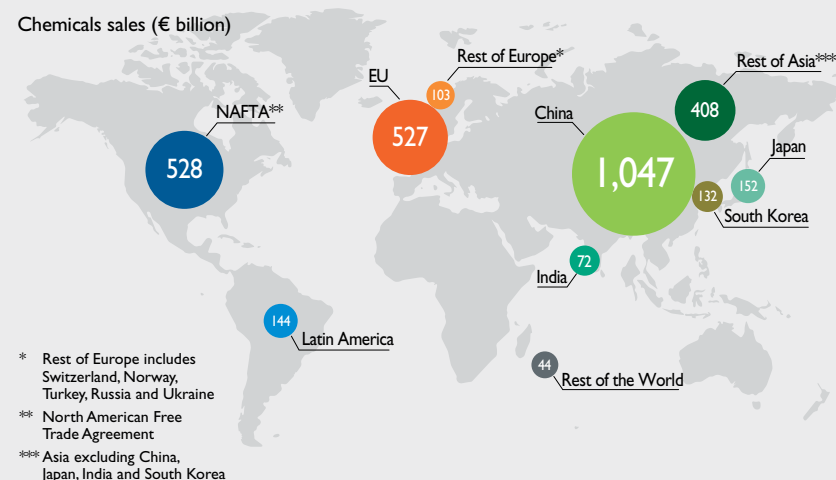 Chemicals sales (€ billion)
Rest of Europe*
103
EU
527
Rest of Asia***
408
NAFTA**
528
China
1,047
Japan
152
132
South Korea
72
India
144
Latin America
44
Rest of the World
* Rest of Europe includes
Switzerland, Norway,
Turkey, Russia and Ukraine
** North American Free
Trade Agreement
*** Asia excluding China,
Japan, India and South Korea